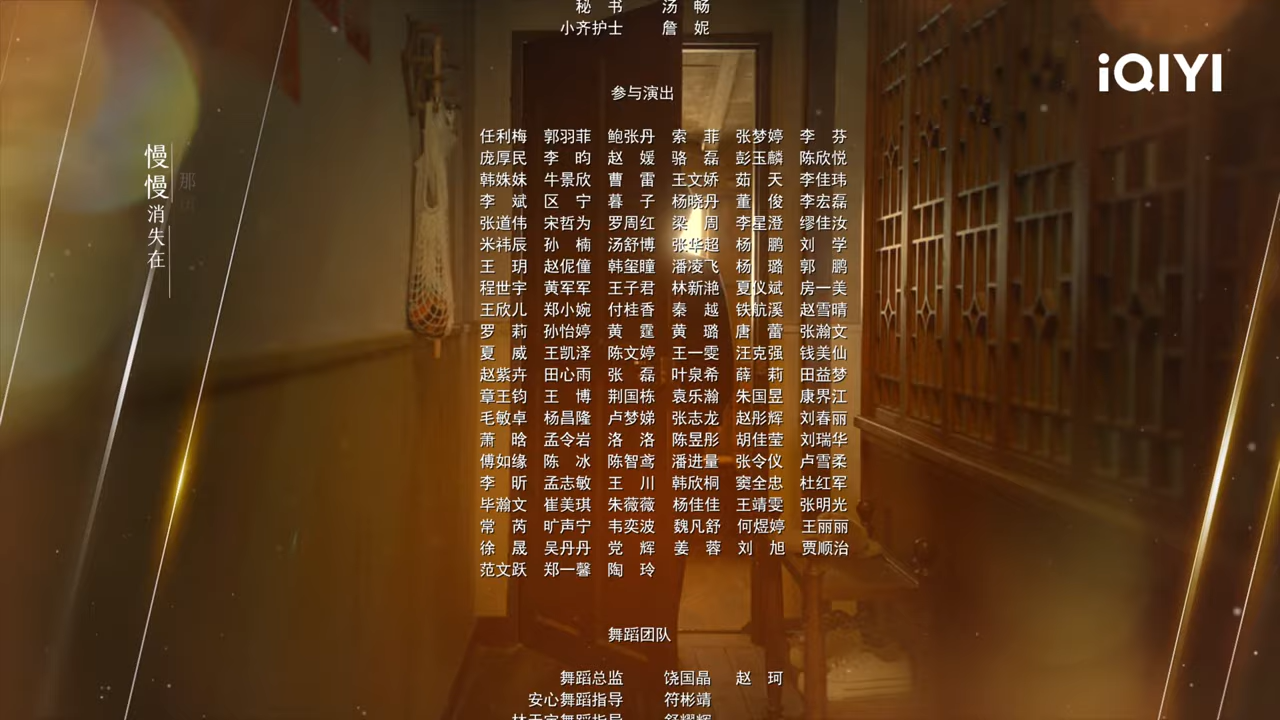 秘 书 汤 畅
小齐护士 詹 妮
iQIYI
参与演出
任利梅 郭羽菲 鲍张丹 索 菲 张梦婷 李 芬
庞厚民 李 昀 赵 媛 骆 磊 彭玉麟 陈欣悦
韩姝妹 牛景欣 曹 雷 王文娇 茹 天 李佳玮
李 斌 区 宁 暮 子 杨晓丹 董 俊 李宏磊
张道伟 宋哲为 罗周红 梁 周 李星澄 缪佳汝
米祎辰 孙 楠 汤舒博 张华超 杨 鹏 刘 学
王 玥 赵伲僮 韩玺瞳 潘凌飞 杨 璐 郭 鹏
程世宇 黄军军 王子君 林新滟 夏仪斌 房一美
王欣儿 郑小婉 付桂香 秦 越 铁航溪 赵雪晴
罗 莉 孙怡婷 黄 霆 黄 璐 唐 蕾 张瀚文
夏 威 王凯泽 陈文婷 王一雯 汪克强 钱美仙
赵紫卉 田心雨 张 磊 叶泉希 薛 莉 田益梦
章王钧 王 博 荆国栋 袁乐瀚 朱国昱 康界江
毛敏卓 杨昌隆 卢梦娣 张志龙 赵彤辉 刘春丽
萧 晗 孟令岩 洛 洛 陈昱彤 胡佳莹 刘瑞华
傅如缘 陈 冰 陈智鸢 潘进量 张令仪 卢雪柔
李 昕 孟志敏 王 川 韩欣桐 窦全忠 杜红军
毕瀚文 崔美琪 朱薇薇 杨佳佳 王靖雯 张明光
常 芮 旷声宁 韦奕波 魏凡舒 何煜婷 王丽丽
徐 晟 吴丹丹 党 辉 姜 蓉 刘 旭 贾顺治
范文跃 郑一馨 陶 玲
舞蹈团队
舞蹈总监 饶国晶 赵 珂
安心舞蹈指导 符彬靖
慢慢消失在
那